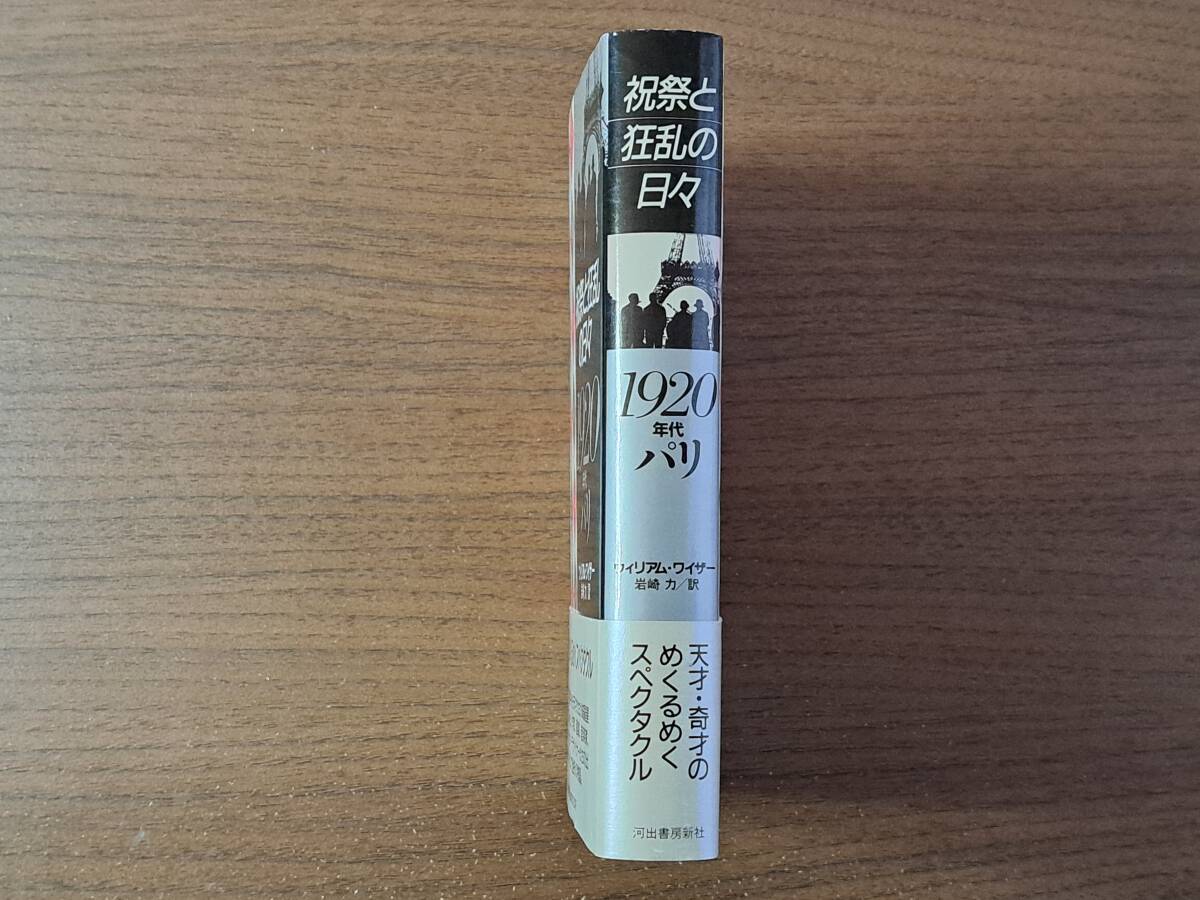 祝祭と
狂乱の
日々
1920
年代
パリ
ウィリアム・ワイザー
岩崎 力/訳
天才・奇才の
めくるめく
スペクタクル
河出書房新社